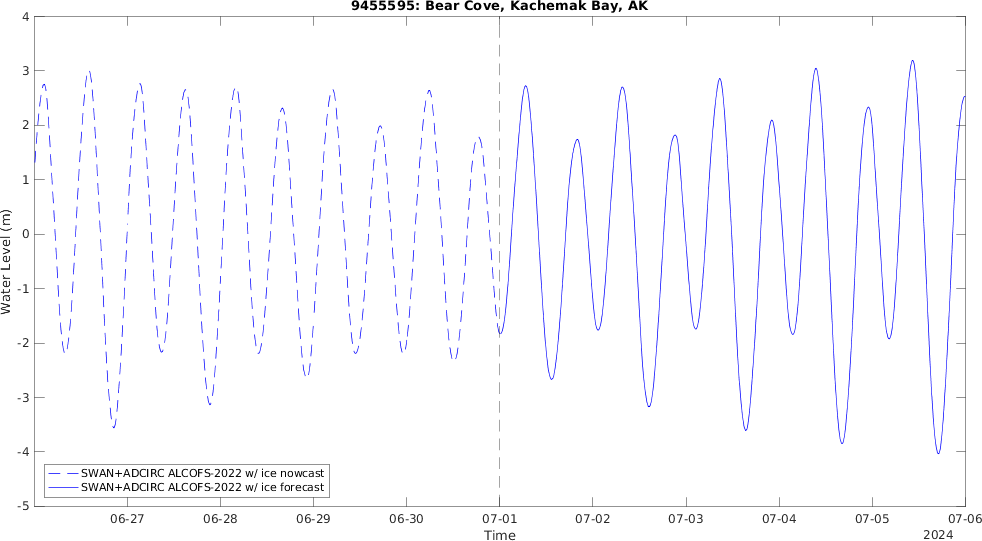 9455595: Bear Cove, Kachemak Bay, AK
Water Level (m)
4
3
2
1
0
-1
-2
-3
-4
-5
SWAN+ADCIRC ALCOFS-2022 w/ ice nowcast
SWAN+ADCIRC ALCOFS-2022 w/ ice forecast
06-27 06-28 06-29 06-30 07-01 07-02 07-03 07-04 07-05 07-06
Time
2024